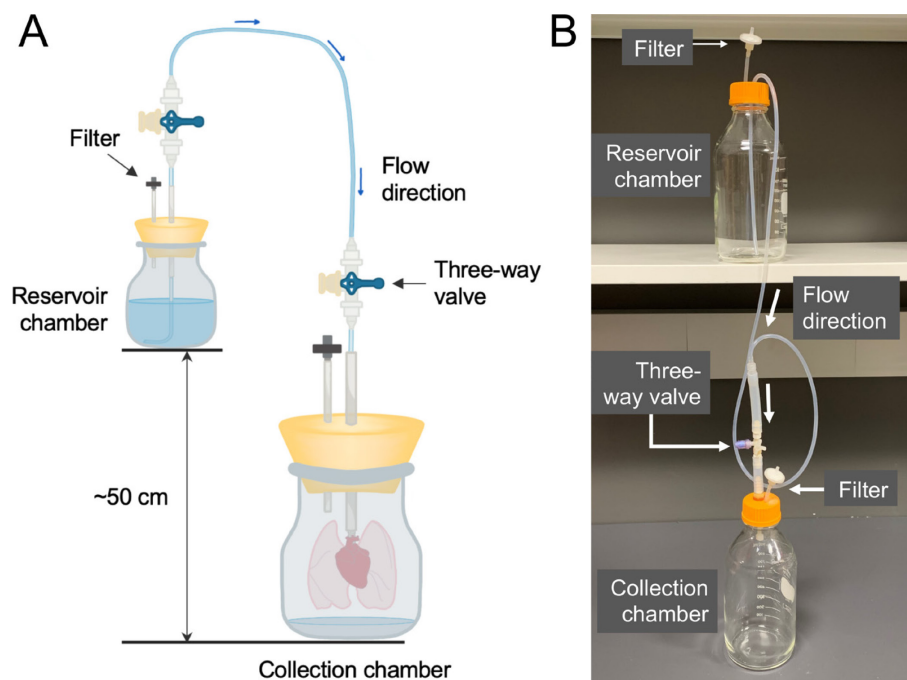 A
Filter
Flow
direction
Reservoir
chamber
Three-way
valve
~50 cm
Collection chamber
B
Filter
Reservoir
chamber
Flow
direction
Three-
way valve
Filter
Collection
chamber